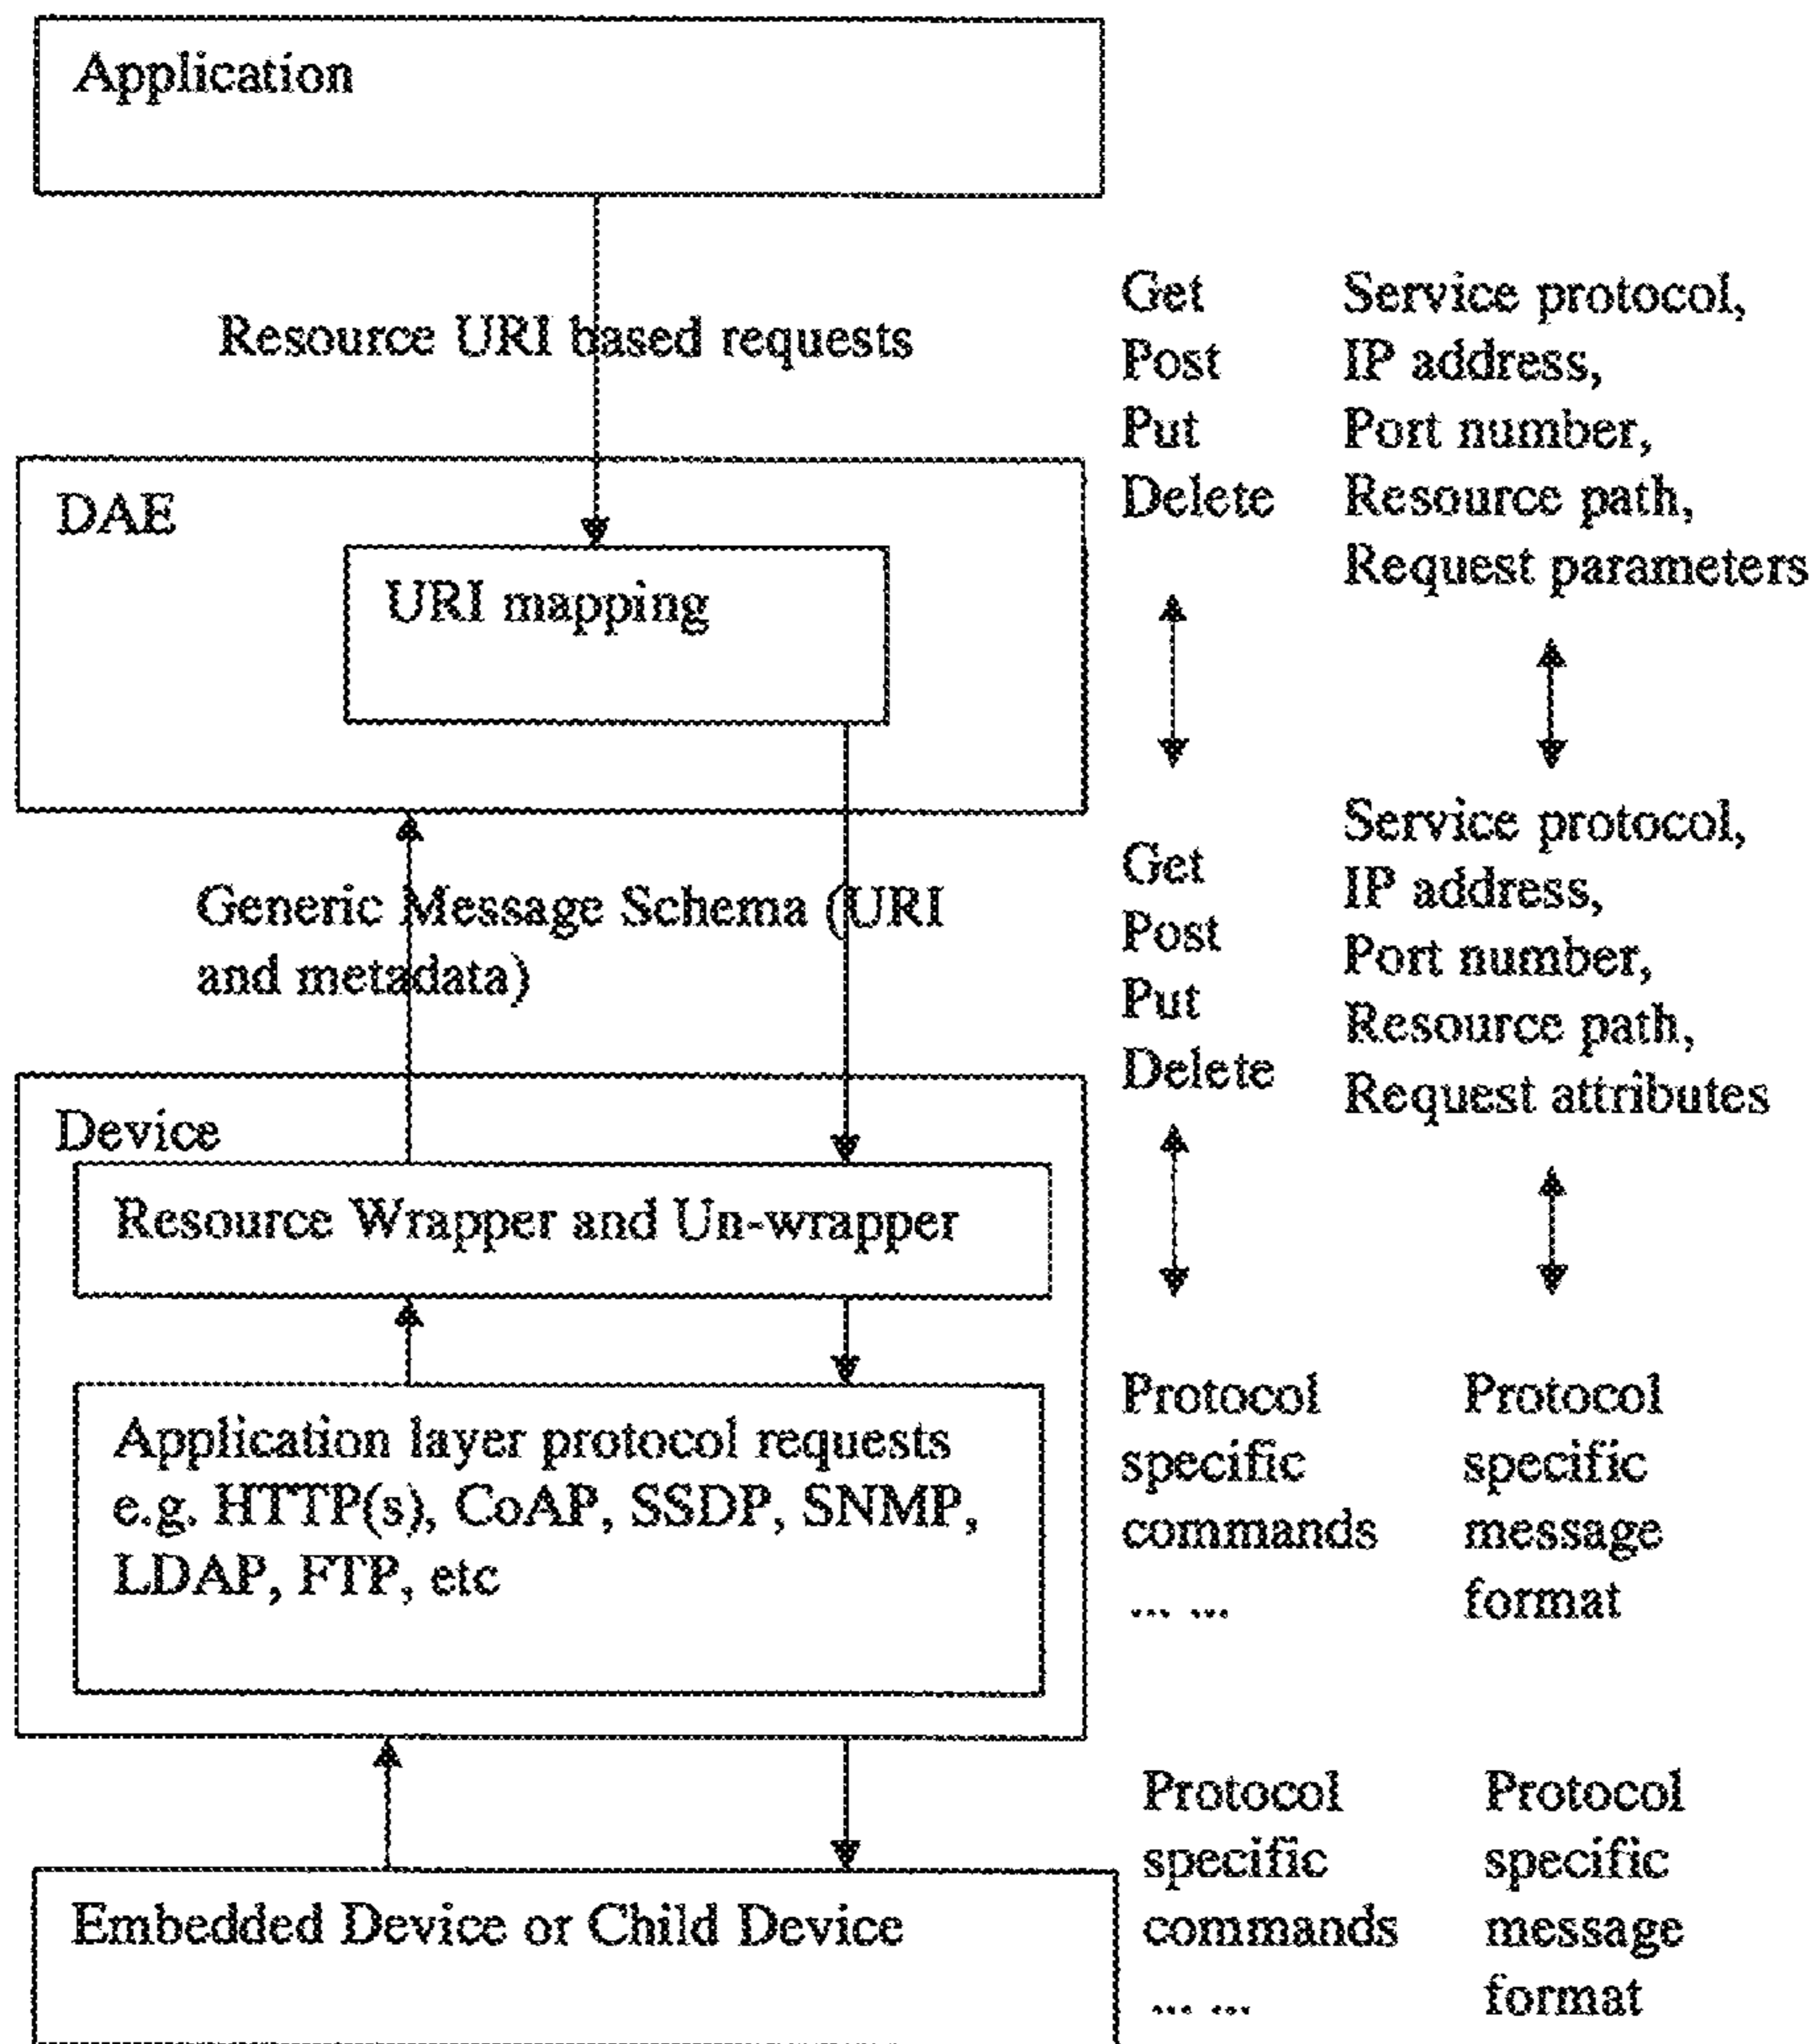 Application
Resource URI based requests
Get
Post
Put
Delete
Service protocol,
IP address,
Port number,
Resource path,
Request parameters
DAE
URI mapping
Generic Message Schema (URI
and metadata)
Get
Post
Put
Delete
Service protocol,
IP address,
Port number,
Resource path,
Request attributes
Device
Resource Wrapper and Un-wrapper
Application layer protocol requests
e.g. HTTP(s), CoAP, SSDP, SNMP,
LDAP, FTP, etc
Protocol
specific
commands
... ...
Protocol
specific
message
format
Embedded Device or Child Device
Protocol
specific
commands
... ...
Protocol
specific
message
format